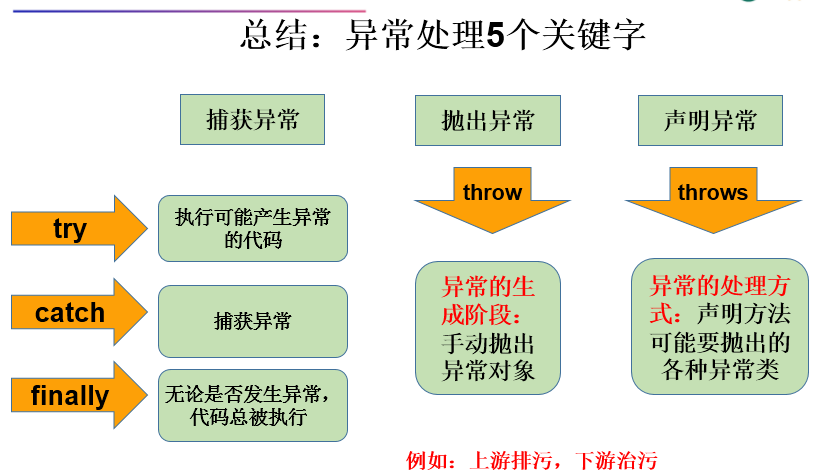 总结：异常处理5个关键字
捕获异常
抛出异常
声明异常
throw
throws
try
执行可能产生异常
的代码
catch
捕获异常
finally
无论是否发生异常，
代码总被执行
异常的生
成阶段：
手动抛出
异常对象
异常的处理方
式：声明方法
可能要抛出的
各种异常类
例如：上游排污，下游治污